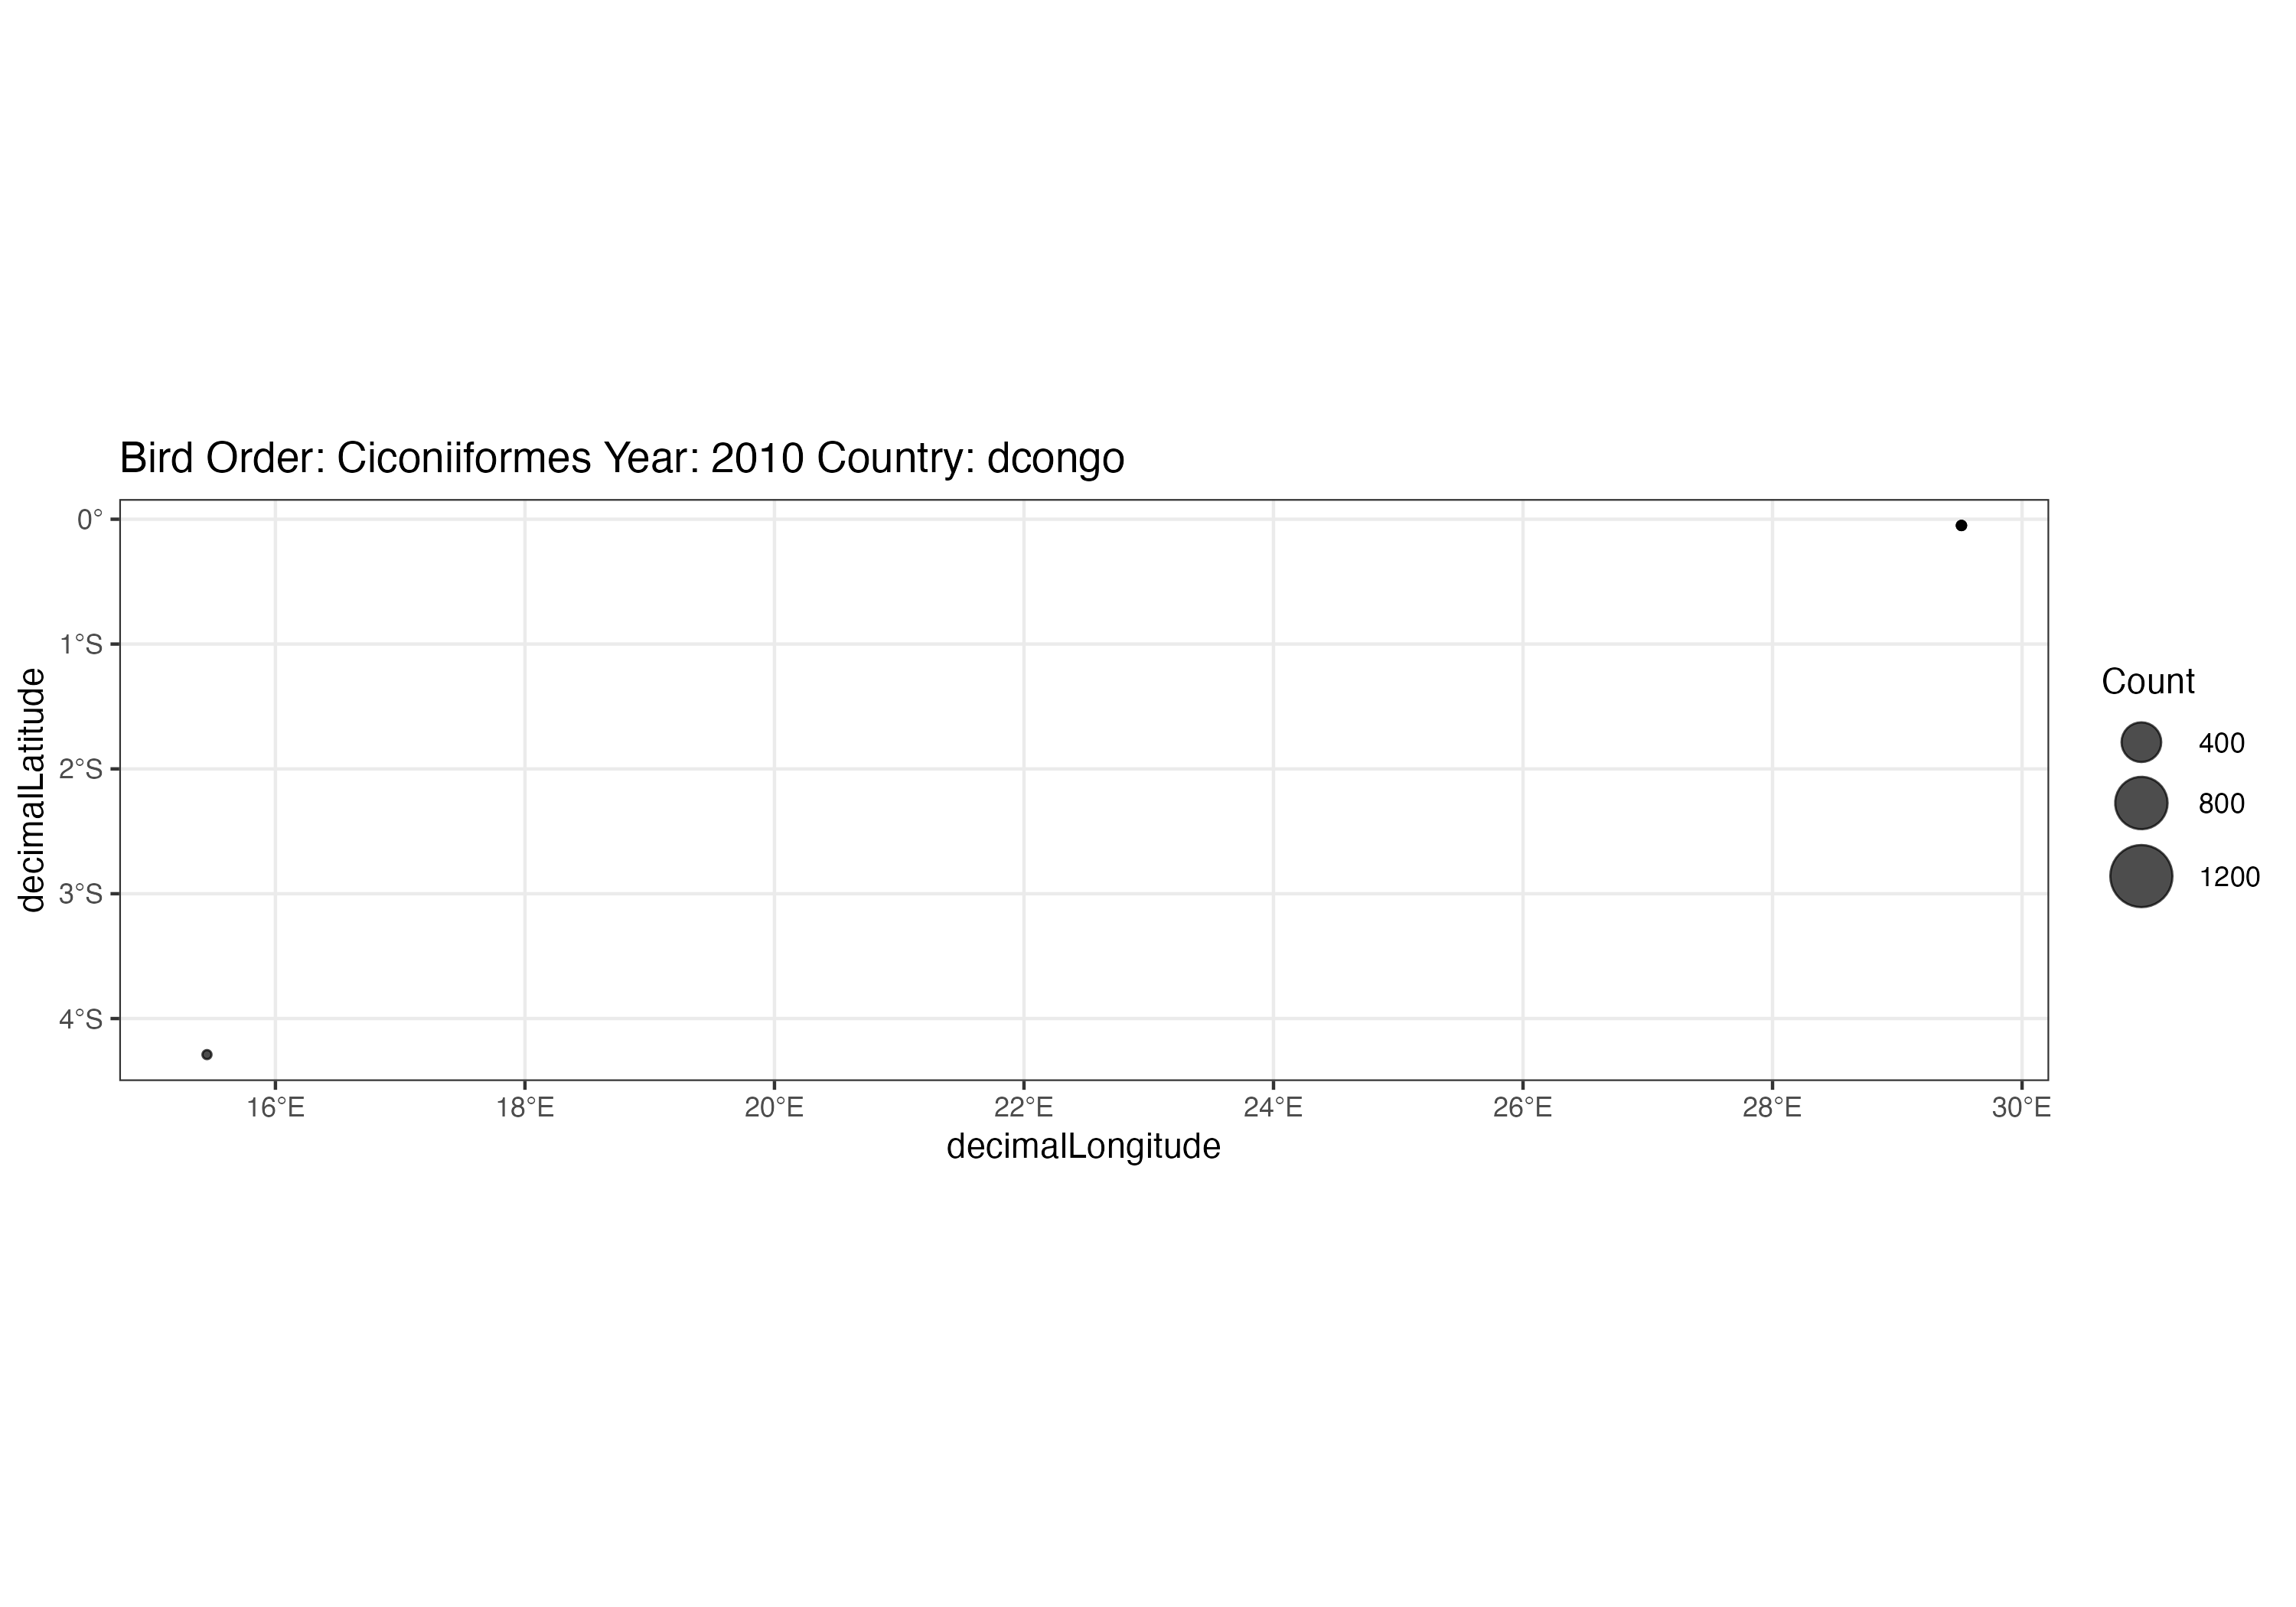 Bird Order: Ciconiiformes Year: 2010 Country: dcongo
0°
1°S
2°S
3°S
4°S
decimalLatitude
16°E 18°E 20°E 22°E 24°E 26°E 28°E 30°E
decimalLongitude
Count
400
800
1200